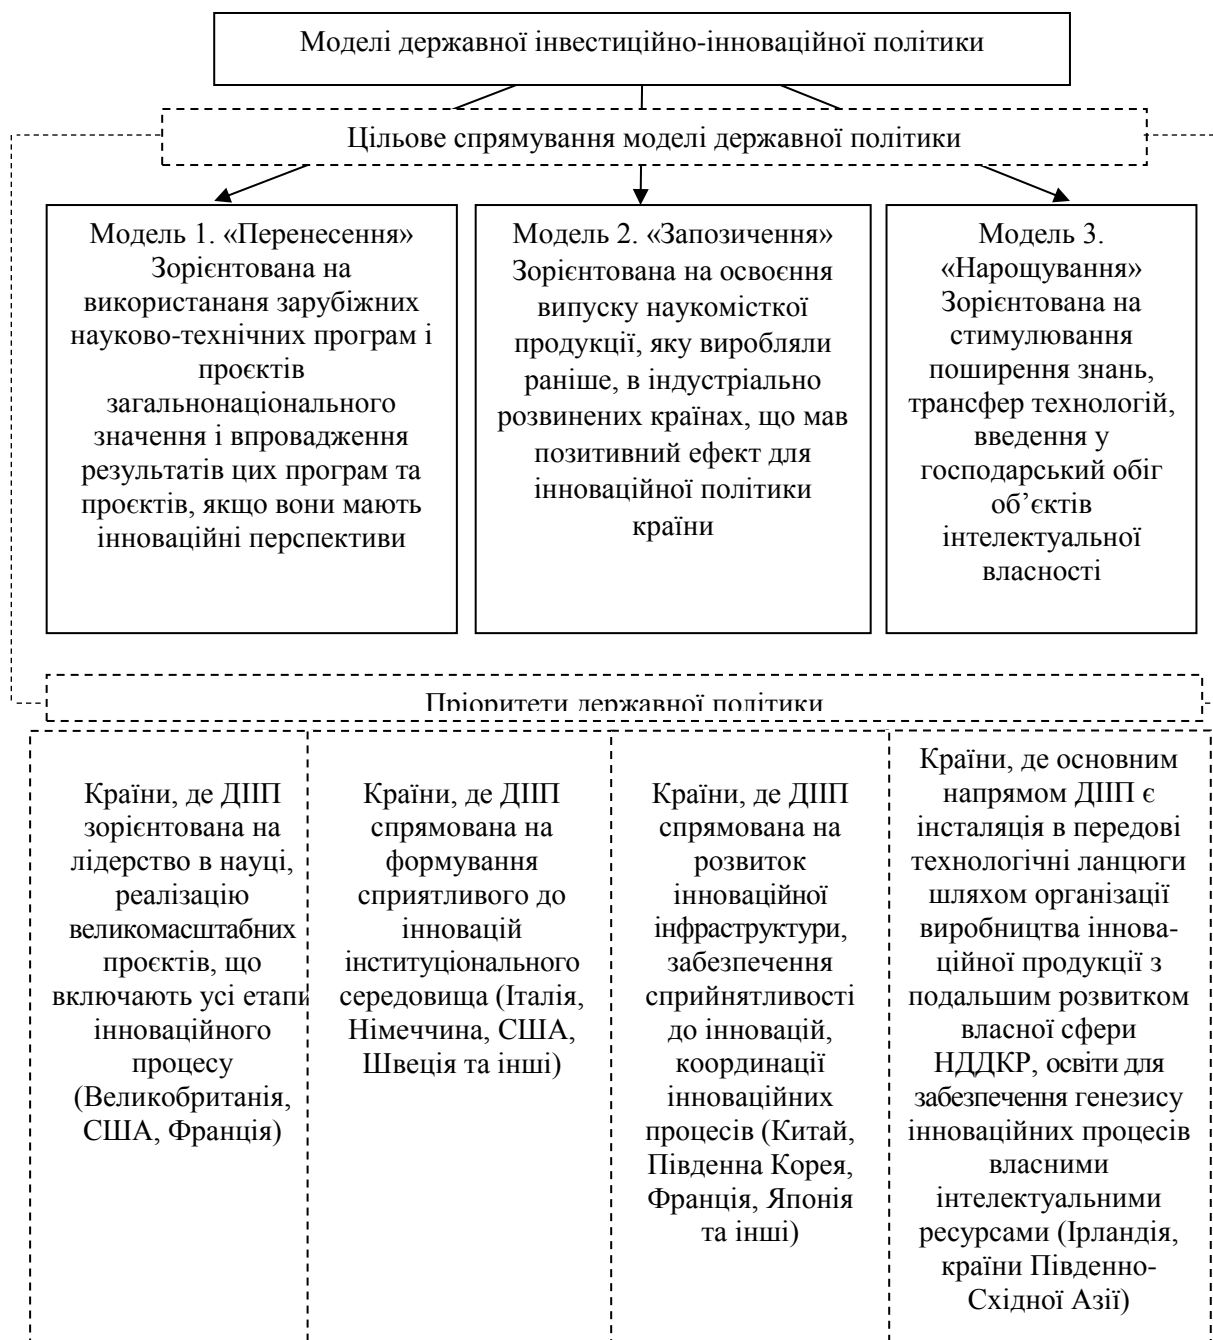 Моделі державної інвестиційно-інноваційної політики
Цільове спрямування моделі державної політики
Модель 1. «Перенесення»
Зорієнтована на
використананя зарубіжних
науково-технічних програм і
проєктів
загальнонаціонального
значення і впровадження
результатів цих програм та
проєктів, якщо вони мають
інноваційні перспективи
Модель 2. «Запозичення»
Зорієнтована на освоєння
випуску наукомісткої
продукції, яку виробляли
раніше, в індустріально
розвинених країнах, що мав
позитивний ефект для
інноваційної політики
країни
Модель 3.
«Нарощування»
Зорієнтована на
стимулювання
поширення знань,
трансфер технологій,
введення у
господарський обіг
об’єктів
інтелектуальної
власності
Пріоритети державної політики
Країни, де ДІІП
зорієнтована на
лідерство в науці,
реалізацію
великомасштабних
проєктів, що
включають усі етапи
інноваційного
процесу
(Великобританія,
США, Франція)
Країни, де ДІІП
спрямована на
формування
сприятливого до
інновацій
інституціонального
середовища (Італія,
Німеччина, США,
Швеція та інші)
Країни, де ДІІП
спрямована на
розвиток
інноваційної
інфраструктури,
забезпечення
сприйнятливості
до інновацій,
координації
інноваційних
процесів (Китай,
Південна Корея,
Франція, Японія
та інші)
Країни, де основним
напрямом ДІІП є
інсталяція в передові
технологічні ланцюги
шляхом організації
виробництва іннова-
ційної продукції з
подальшим розвитком
власної сфери
НДДКР, освіти для
забезпечення генезису
інноваційних процесів
власними
інтелектуальними
ресурсами (Ірландія,
країни Південно-
Східної Азії)